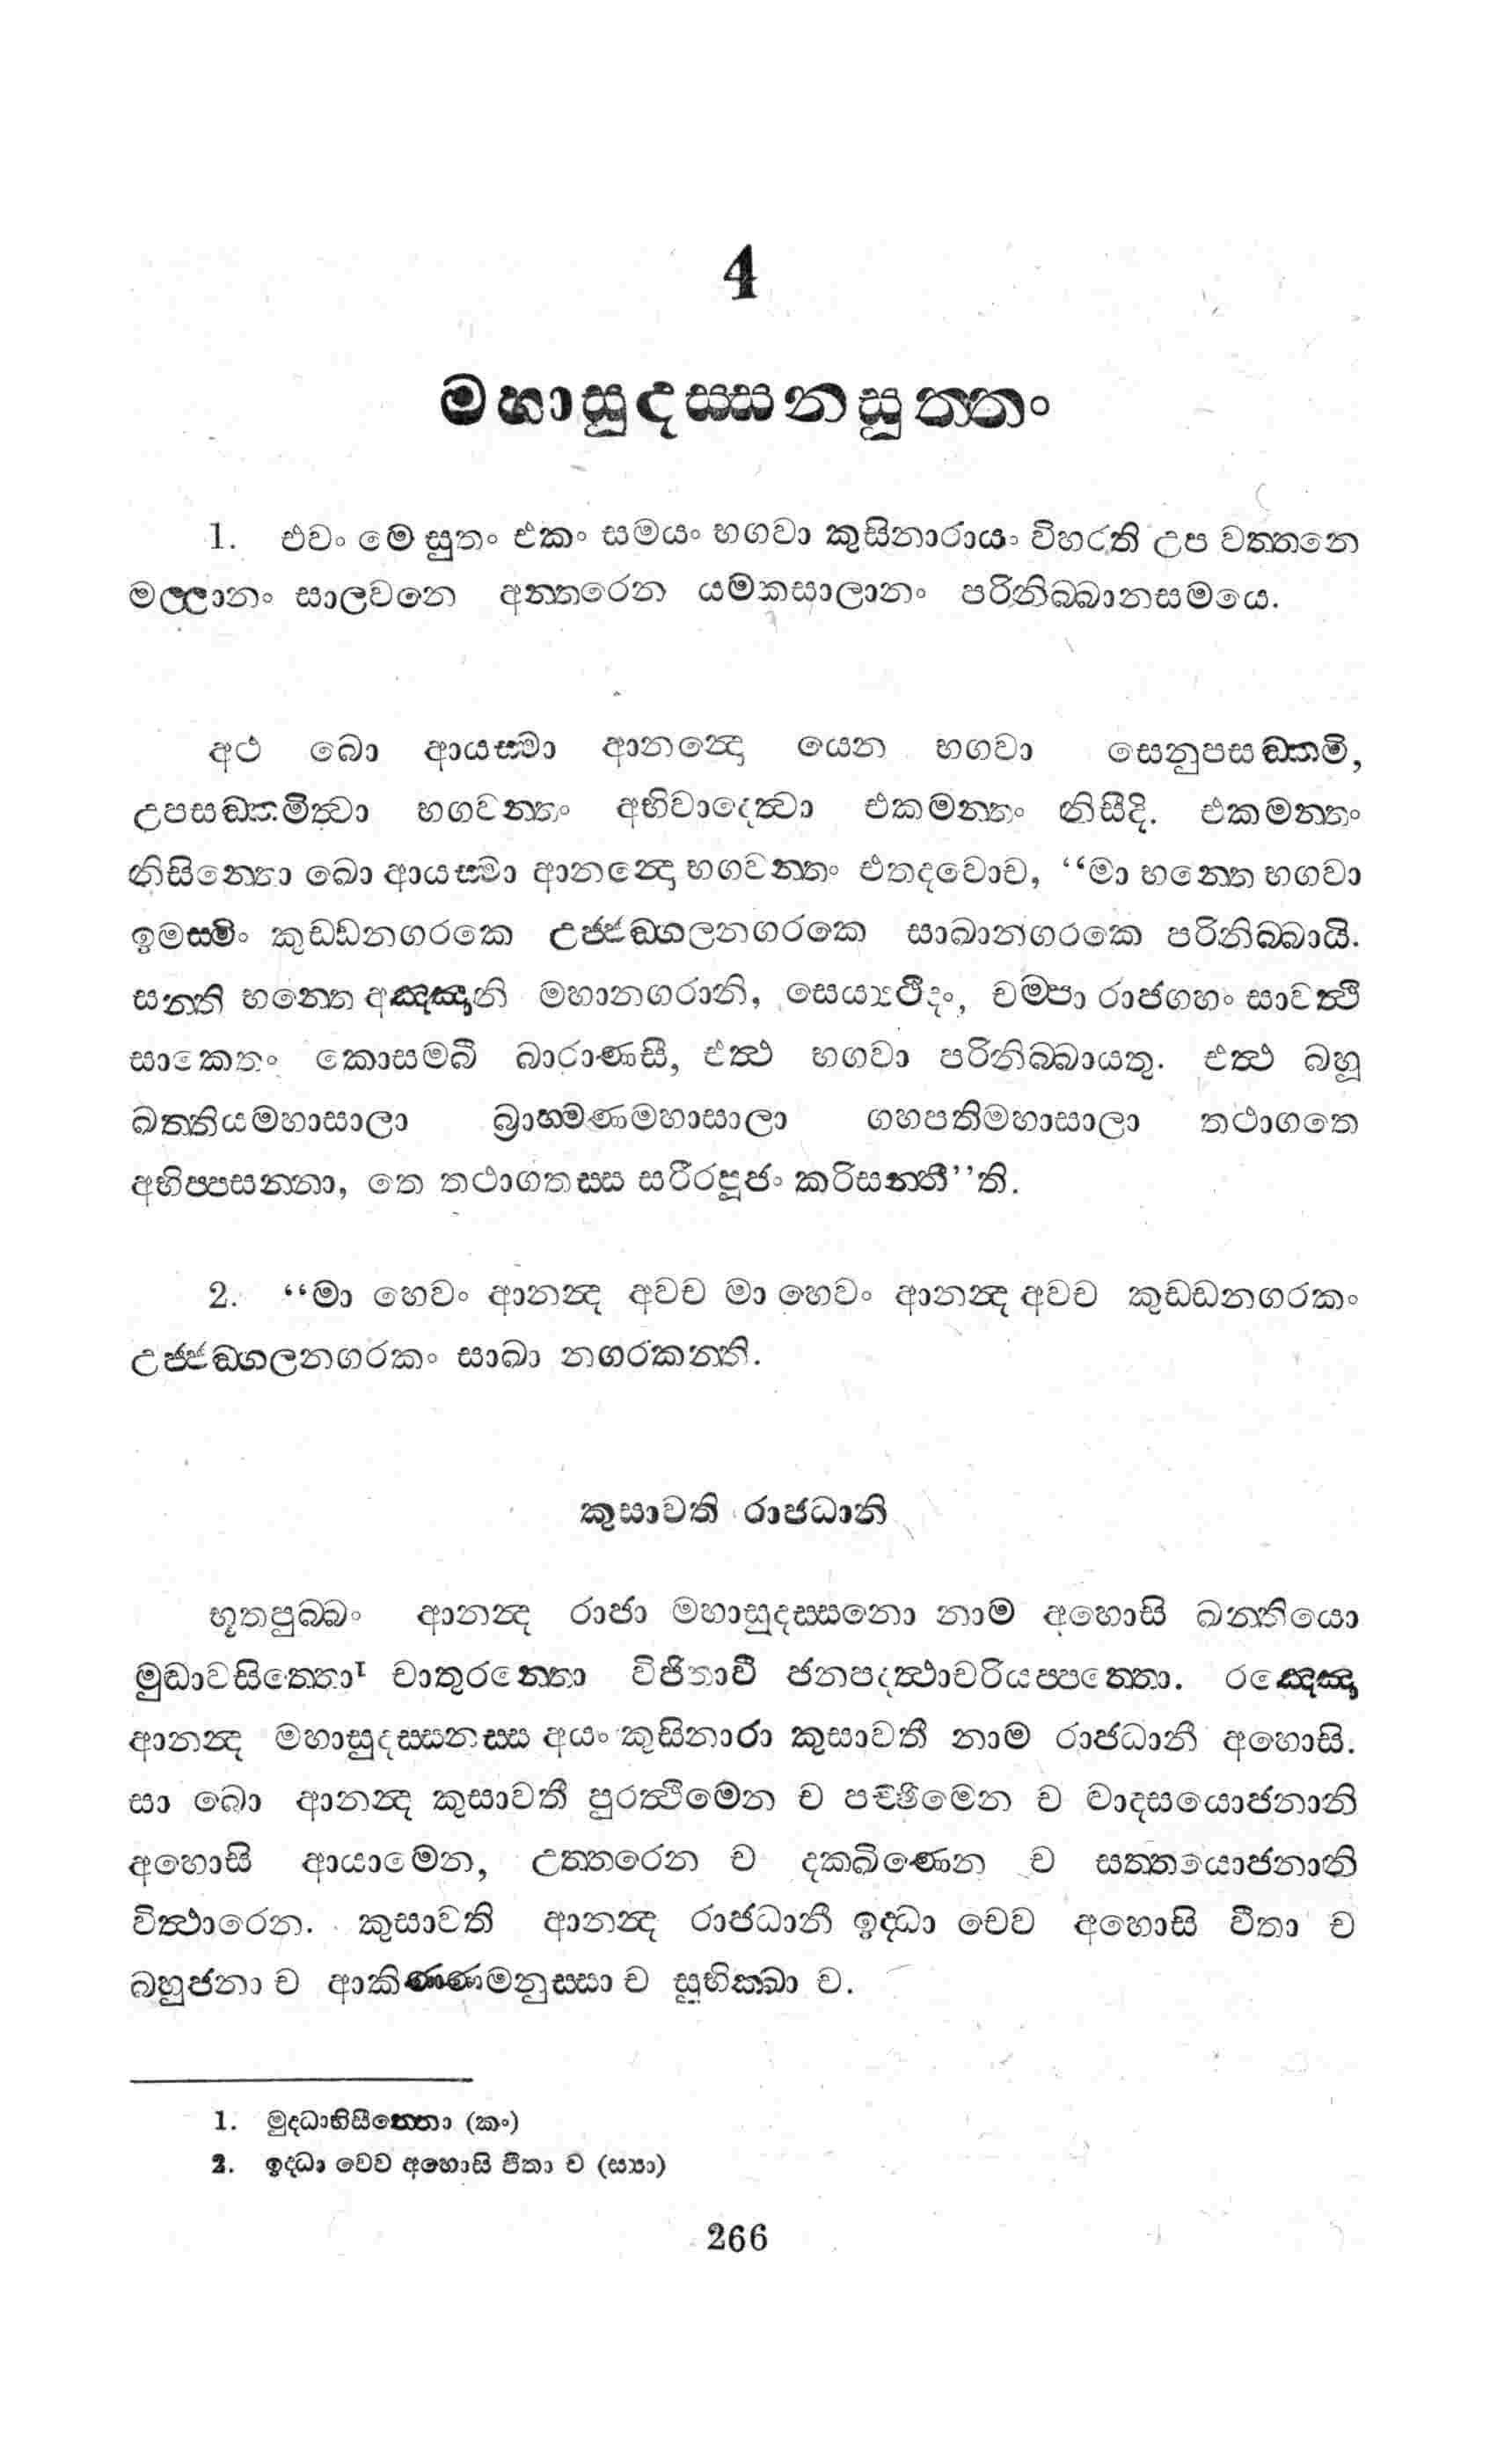 4
මහාසුදස්සනසුත්තං
1. එවං මෙ සුතං එකං සමයං භගවා කුසිනාරායං විහරති උප වත්තනෙ
මල්ලානං සාලවනෙ අන්තරෙන යමකසාලානං පරිනිබ්බානසමයෙ.
අථ ඛො ආයස්මා ආනන්දො යෙන භගවා සෙනුපසඞ්කමි,
උපසඞ්කමිත්වා භගවන්තං අභිවාදෙත්වා එකමන්තං නිසීදි. එකමන්තං
නිසින්නො ඛො ආයස්මා ආනන්දො භගවන්තං එතදවොච, “මා භන්තෙ භගවා
ඉමස්මිං කුඩ්ඩනගරකෙ උජ්ජඞ්ගලනගරකෙ සාඛානගරකෙ පරිනිබ්බායි.
සන්ති භන්තෙ අඤ්ඤානි මහානගරානි, සෙය්‍යථිදං, චම්පා රාජගහං සාවත්ථි
සාකෙතං කොසම්බී බාරාණසී, එත්ථ භගවා පරිනිබ්බායතු. එත්ථ බහූ
ඛත්තියමහාසාලා බ්‍රාහ්මණමහාසාලා ගහපතිමහාසාලා තථාගතෙ
අභිප්පසන්නා, තෙ තථාගතස්ස සරීරපූජං කරිසන්තී”ති.
2. “මා හෙවං ආනන්ද අවච මා හෙවං ආනන්ද අවච කුඩ්ඩනගරකං
උජ්ජඞ්ගලනගරකං සාඛා නගරකන්ති.
කුසාවති රාජධානි
භූතපුබ්බං ආනන්ද රාජා මහාසුදස්සනො නාම අහොසි ඛත්තියො
මුඩාවසිත්තො¹ චාතුරන්තො විජිතාවී ජනපදත්ථාචරියප්පත්තො. රඤ්ඤො
ආනන්ද මහාසුදස්සනස්ස අයං කුසිනාරා කුසාවතී නාම රාජධානී අහොසි.
සා ඛො ආනන්ද කුසාවතී පුරත්ථිමෙන ච පච්ඡිමෙන ච ද්වාදසයොජනානි
අහොසි ආයාමෙන, උත්තරෙන ච දක්ඛිණෙන ච සත්තයොජනානි
විත්ථාරෙන. කුසාවති ආනන්ද රාජධානී ඉද්ධා චෙව අහොසි වීතා ච
බහුජනා ච ආකිණ්ණමනුස්සා ච සුභික්ඛා ච.
1. මුද්ධාභිසිත්තො (කං)
2. ඉද්ධා චෙව අහොසි පීතා ච (ස්‍යා)
266